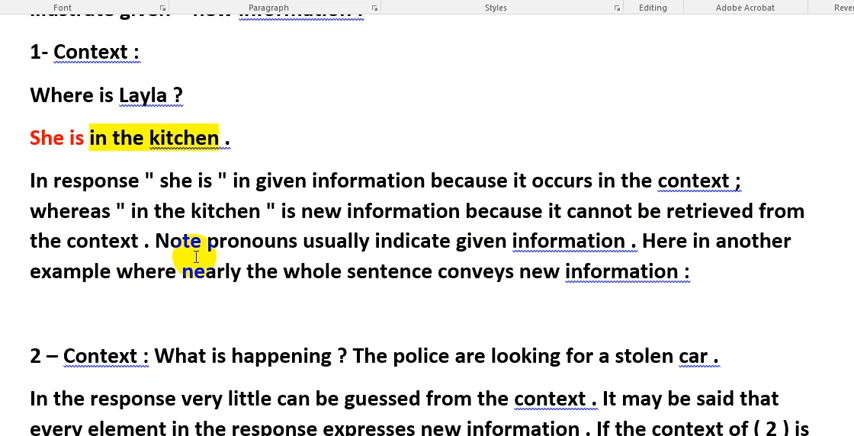 Font Paragraph Styles Editing Adobe Acrobat
illustrate given - new information :
1- Context :
Where is Layla ?
She is in the kitchen .
In response " she is " in given information because it occurs in the context ;
whereas " in the kitchen " is new information because it cannot be retrieved from
the context . Note pronouns usually indicate given information . Here in another
example where nearly the whole sentence conveys new information :
2 – Context : What is happening ? The police are looking for a stolen car .
In the response very little can be guessed from the context . It may be said that
every element in the response expresses new information . If the context of ( 2 ) is